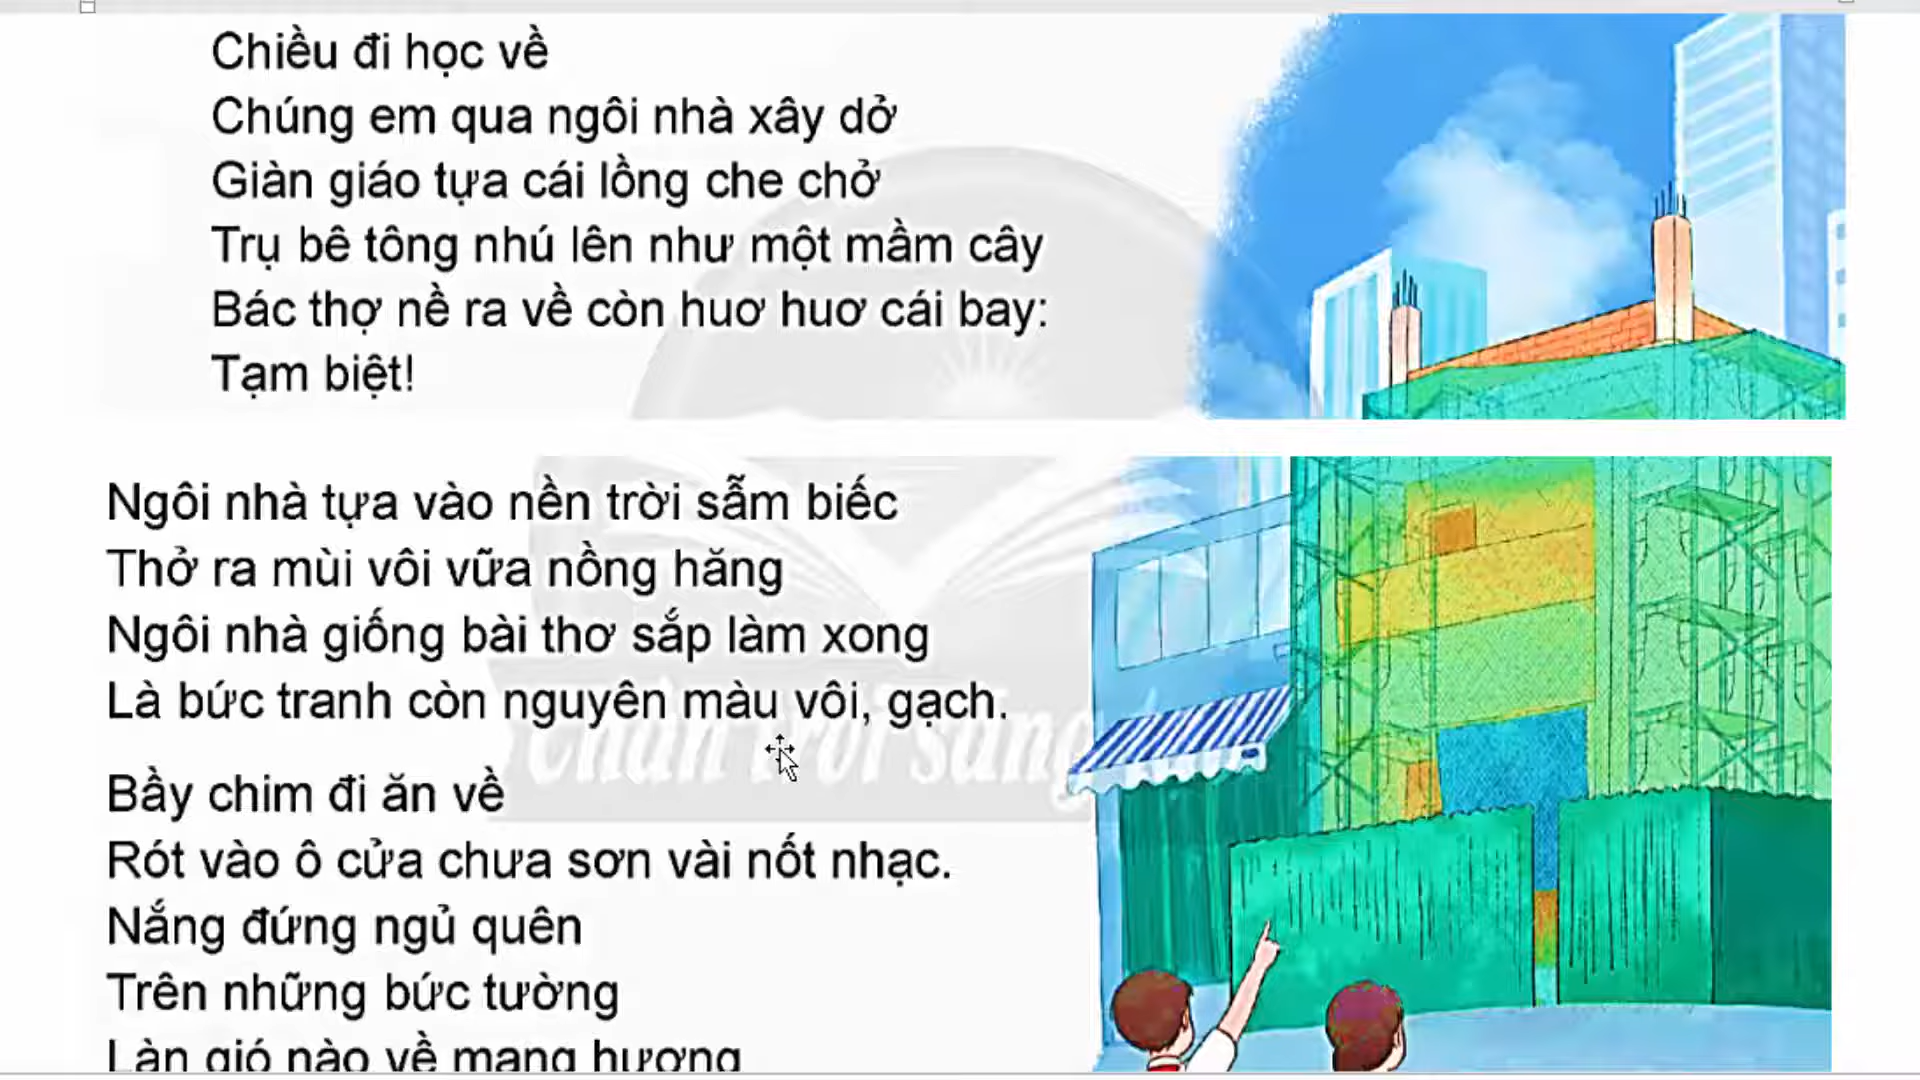 Chiều đi học về
Chúng em qua ngôi nhà xây dở
Giàn giáo tựa cái lồng che chở
Trụ bê tông nhú lên như một mầm cây
Bác thợ nề ra về còn huơ huơ cái bay:
Tạm biệt!
Ngôi nhà tựa vào nền trời sẫm biếc
Thở ra mùi vôi vữa nồng hăng
Ngôi nhà giống bài thơ sắp làm xong
Là bức tranh còn nguyên màu vôi, gạch.
Chân trời sáng tạo
Bầy chim đi ăn về
Rót vào ô cửa chưa sơn vài nốt nhạc.
Nắng đứng ngủ quên
Trên những bức tường
Làn gió nào về mang hương